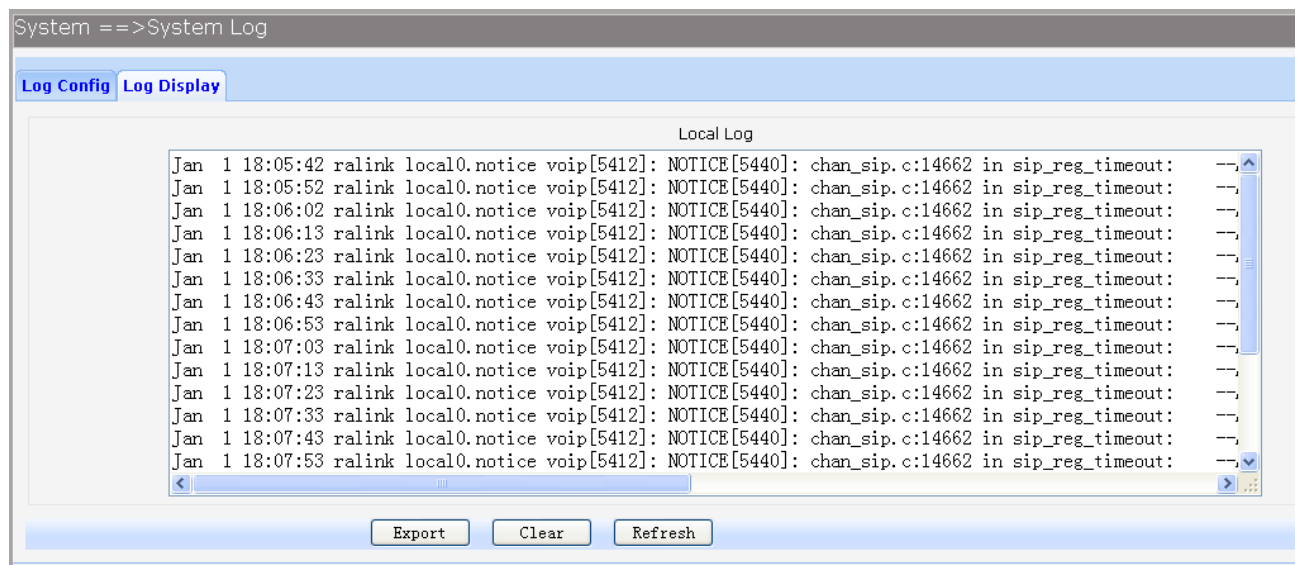 System ==>System Log
Log Config Log Display
Local Log
Jan  1 18:05:42 ralink local0.notice voip[5412]: NOTICE[5440]: chan_sip.c:14662 in sip_reg_timeout:    --
Jan  1 18:05:52 ralink local0.notice voip[5412]: NOTICE[5440]: chan_sip.c:14662 in sip_reg_timeout:    --
Jan  1 18:06:02 ralink local0.notice voip[5412]: NOTICE[5440]: chan_sip.c:14662 in sip_reg_timeout:    --
Jan  1 18:06:13 ralink local0.notice voip[5412]: NOTICE[5440]: chan_sip.c:14662 in sip_reg_timeout:    --
Jan  1 18:06:23 ralink local0.notice voip[5412]: NOTICE[5440]: chan_sip.c:14662 in sip_reg_timeout:    --
Jan  1 18:06:33 ralink local0.notice voip[5412]: NOTICE[5440]: chan_sip.c:14662 in sip_reg_timeout:    --
Jan  1 18:06:43 ralink local0.notice voip[5412]: NOTICE[5440]: chan_sip.c:14662 in sip_reg_timeout:    --
Jan  1 18:06:53 ralink local0.notice voip[5412]: NOTICE[5440]: chan_sip.c:14662 in sip_reg_timeout:    --
Jan  1 18:07:03 ralink local0.notice voip[5412]: NOTICE[5440]: chan_sip.c:14662 in sip_reg_timeout:    --
Jan  1 18:07:13 ralink local0.notice voip[5412]: NOTICE[5440]: chan_sip.c:14662 in sip_reg_timeout:    --
Jan  1 18:07:23 ralink local0.notice voip[5412]: NOTICE[5440]: chan_sip.c:14662 in sip_reg_timeout:    --
Jan  1 18:07:33 ralink local0.notice voip[5412]: NOTICE[5440]: chan_sip.c:14662 in sip_reg_timeout:    --
Jan  1 18:07:43 ralink local0.notice voip[5412]: NOTICE[5440]: chan_sip.c:14662 in sip_reg_timeout:    --
Jan  1 18:07:53 ralink local0.notice voip[5412]: NOTICE[5440]: chan_sip.c:14662 in sip_reg_timeout:    --
Export Clear Refresh